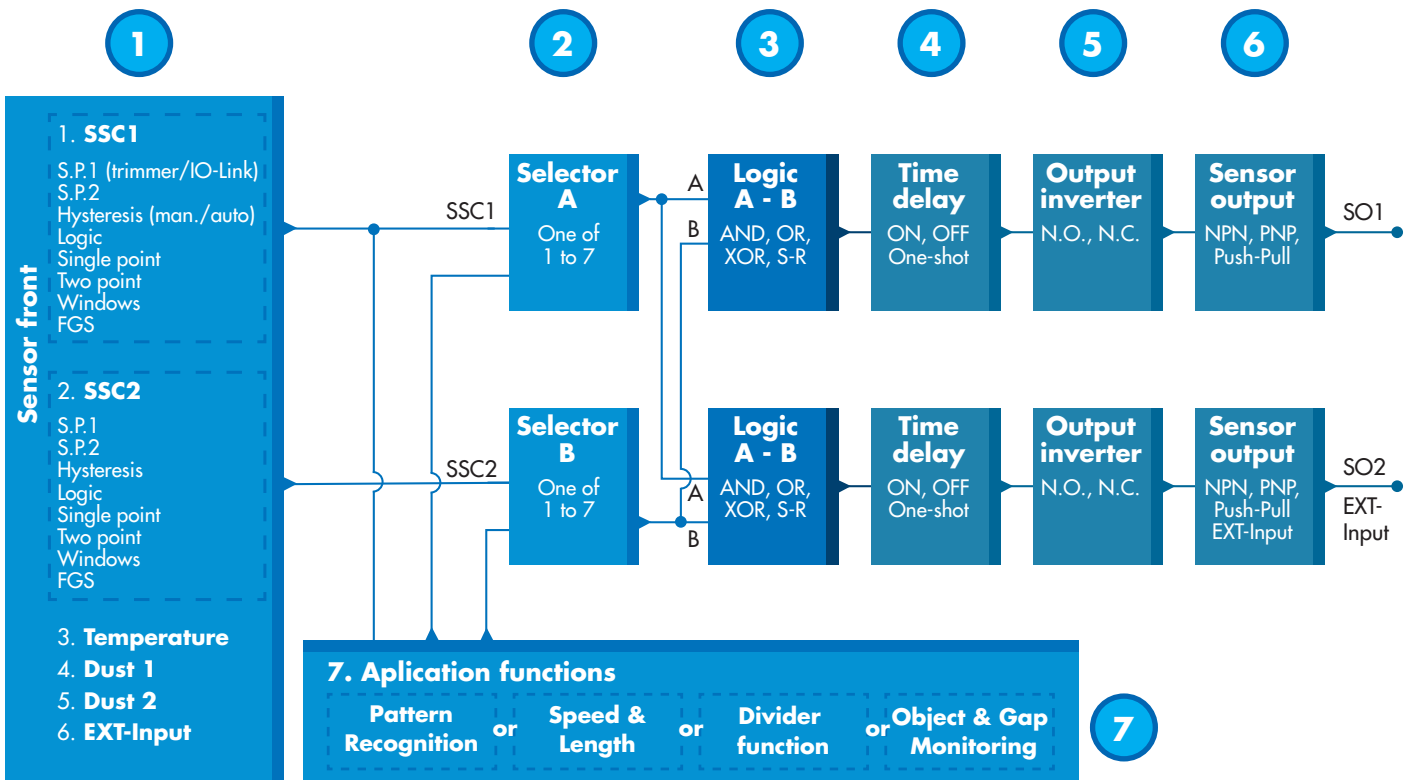 1
2
3
4
5
6
Sensor front
1. SSC1
S.P.1 (trimmer/IO-Link)
S.P.2
Hysteresis (man./auto)
Logic
Single point
Two point
Windows
FGS
2. SSC2
S.P.1
S.P.2
Hysteresis
Logic
Single point
Two point
Windows
FGS
3. Temperature
4. Dust 1
5. Dust 2
6. EXT-Input
SSC1
Selector
A
One of
1 to 7
A
B
Logic
A - B
AND, OR,
XOR, S-R
Time
delay
ON, OFF
One-shot
Output
inverter
N.O., N.C.
Sensor
output
NPN, PNP,
Push-Pull
SO1
SSC2
Selector
B
One of
1 to 7
A
B
Logic
A - B
AND, OR,
XOR, S-R
Time
delay
ON, OFF
One-shot
Output
inverter
N.O., N.C.
Sensor
output
NPN, PNP,
Push-Pull
EXT-Input
SO2
EXT-
Input
7. Aplication functions
Pattern
Recognition
or
Speed &
Length
or
Divider
function
or
Object & Gap
Monitoring
7